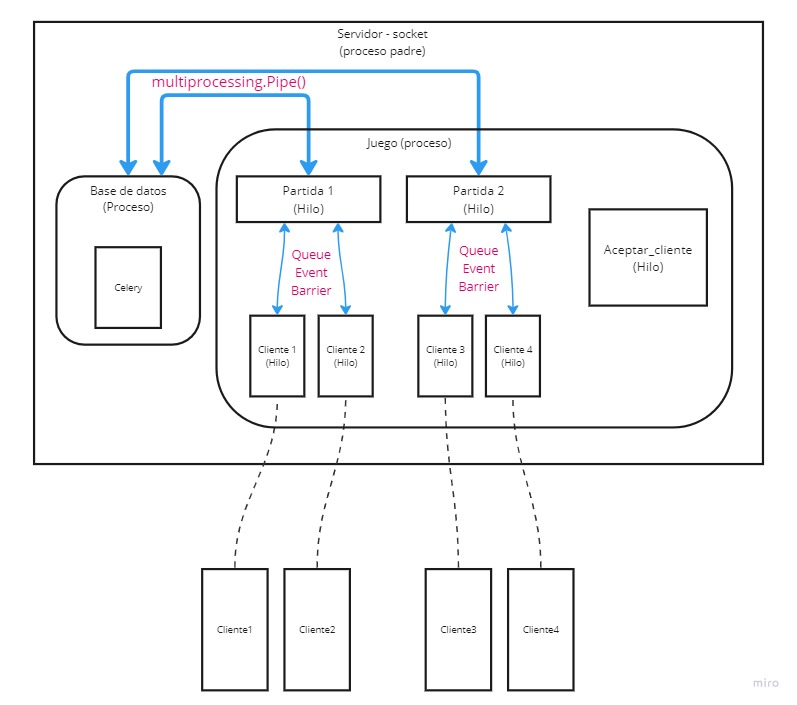 Servidor - socket
(proceso padre)
multiprocessing.Pipe()
Juego (proceso)
Base de datos
(Proceso)
Celery
Partida 1
(Hilo)
Partida 2
(Hilo)
Aceptar_cliente
(Hilo)
Queue
Event
Barrier
Queue
Event
Barrier
Cliente 1
(Hilo)
Cliente 2
(Hilo)
Cliente 3
(Hilo)
Cliente 4
(Hilo)
Cliente1
Cliente2
Cliente3
Cliente4
miro